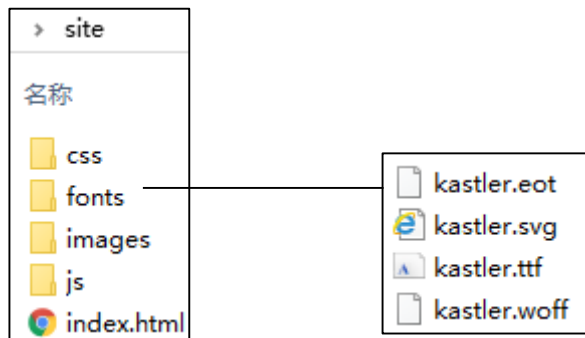 site
名称
css
fonts
images
js
index.html
kastler.eot
kastler.svg
kastler.ttf
kastler.woff